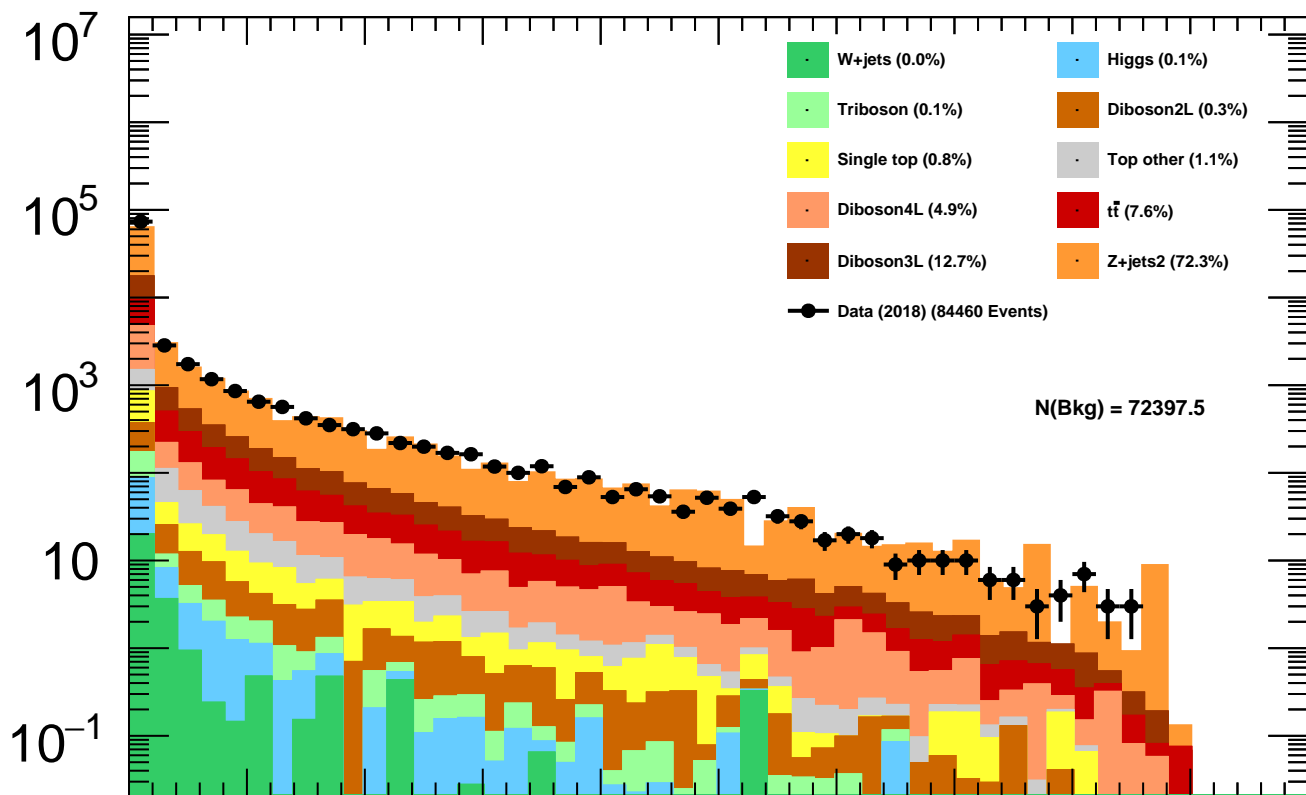 10^7
W+jets (0.0%)
Higgs (0.1%)
Triboson (0.1%)
Diboson2L (0.3%)
Single top (0.8%)
Top other (1.1%)
10^5
Diboson4L (4.9%)
tt̄ (7.6%)
Diboson3L (12.7%)
Z+jets2 (72.3%)
Data (2018) (84460 Events)
10^3
N(Bkg) = 72397.5
10
10^−1